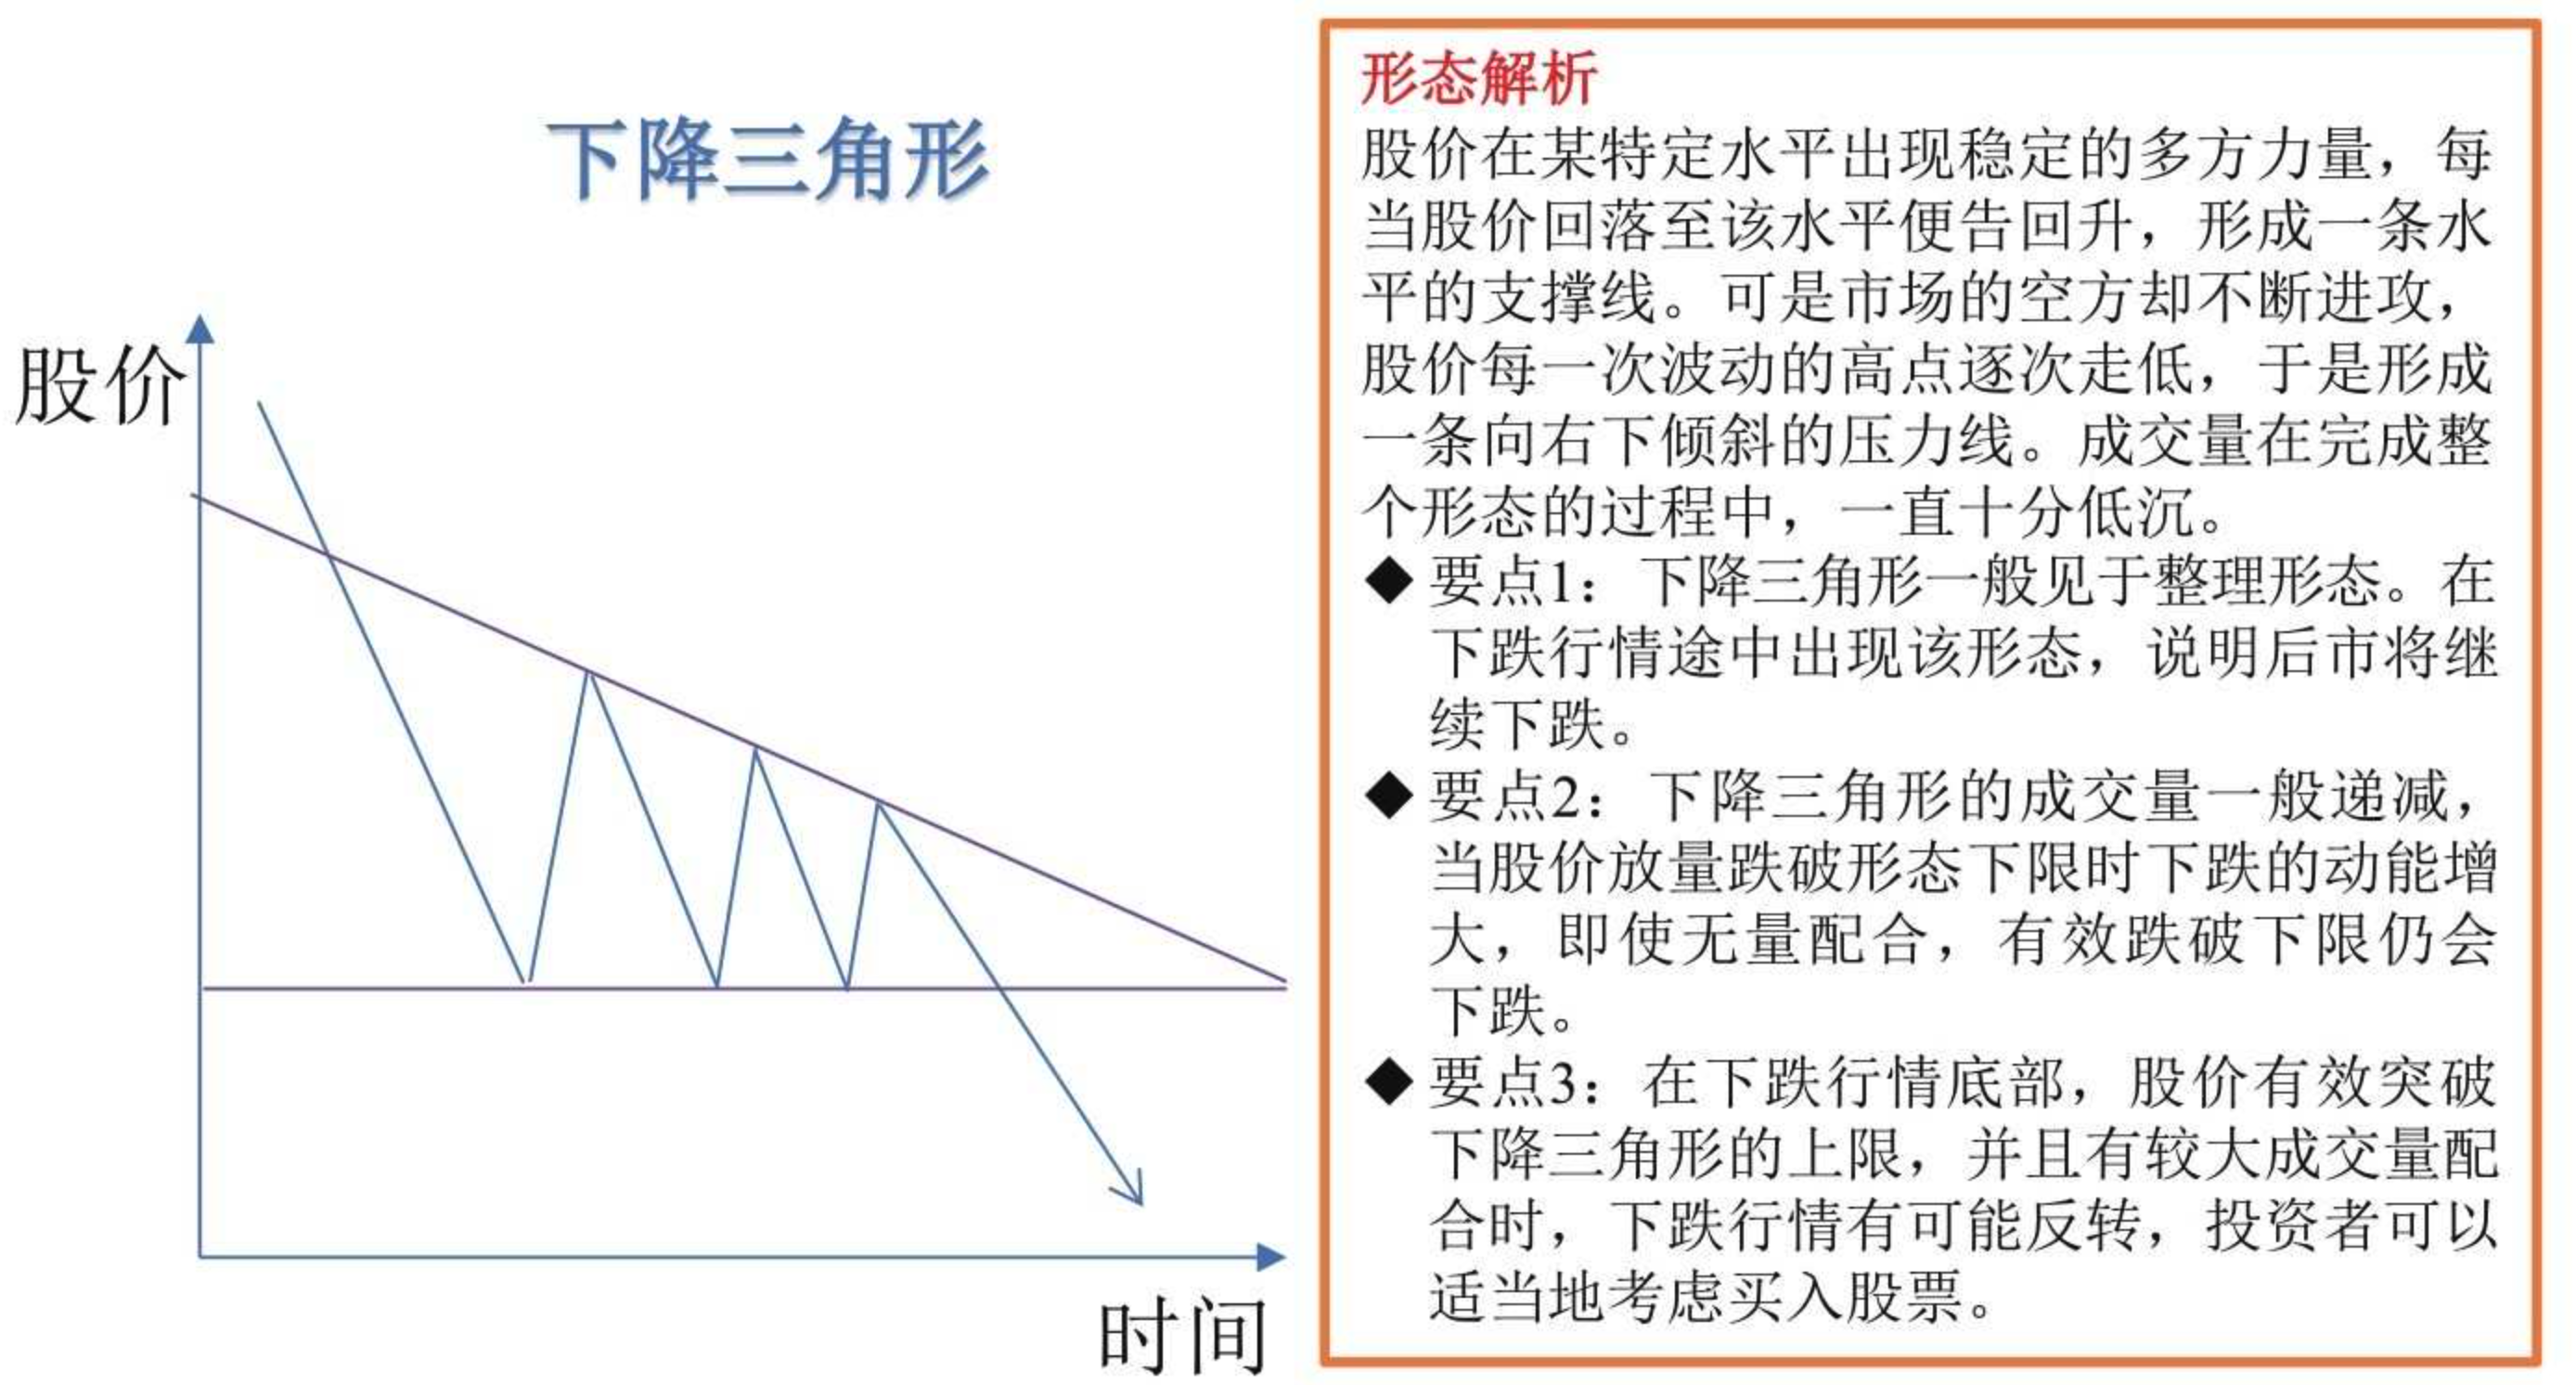 下降三角形
股价
时间
形态解析
股价在某特定水平出现稳定的多方力量，每
当股价回落至该水平便告回升，形成一条水
平的支撑线。可是市场的空方却不断进攻，
股价每一次波动的高点逐次走低，于是形成
一条向右下倾斜的压力线。成交量在完成整
个形态的过程中，一直十分低沉。
◆ 要点1：下降三角形一般见于整理形态。在
下跌行情途中出现该形态，说明后市将继
续下跌。
◆ 要点2：下降三角形的成交量一般递减，
当股价放量跌破形态下限时下跌的动能增
大，即使无量配合，有效跌破下限仍会
下跌。
◆ 要点3：在下跌行情底部，股价有效突破
下降三角形的上限，并且有较大成交量配
合时，下跌行情有可能反转，投资者可以
适当地考虑买入股票。